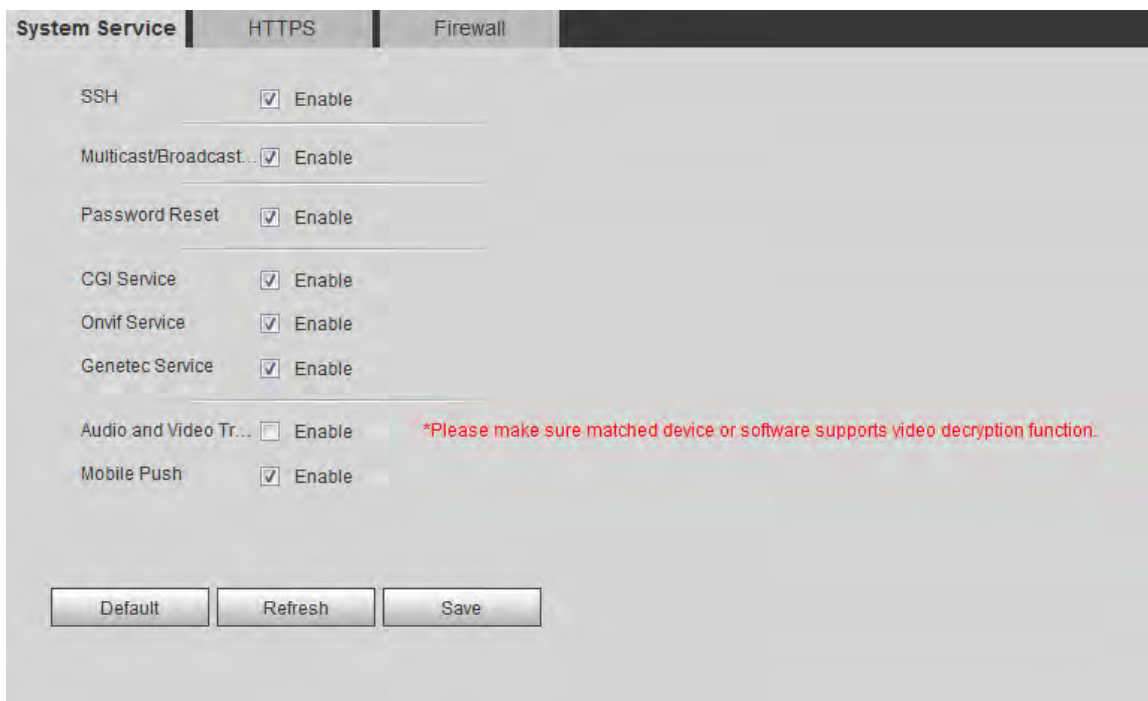 System Service HTTPS Firewall
SSH Enable
Multicast/Broadcast... Enable
Password Reset Enable
CGI Service Enable
Onvif Service Enable
Genetec Service Enable
Audio and Video Tr... Enable *Please make sure matched device or software supports video decryption function.
Mobile Push Enable
Default Refresh Save